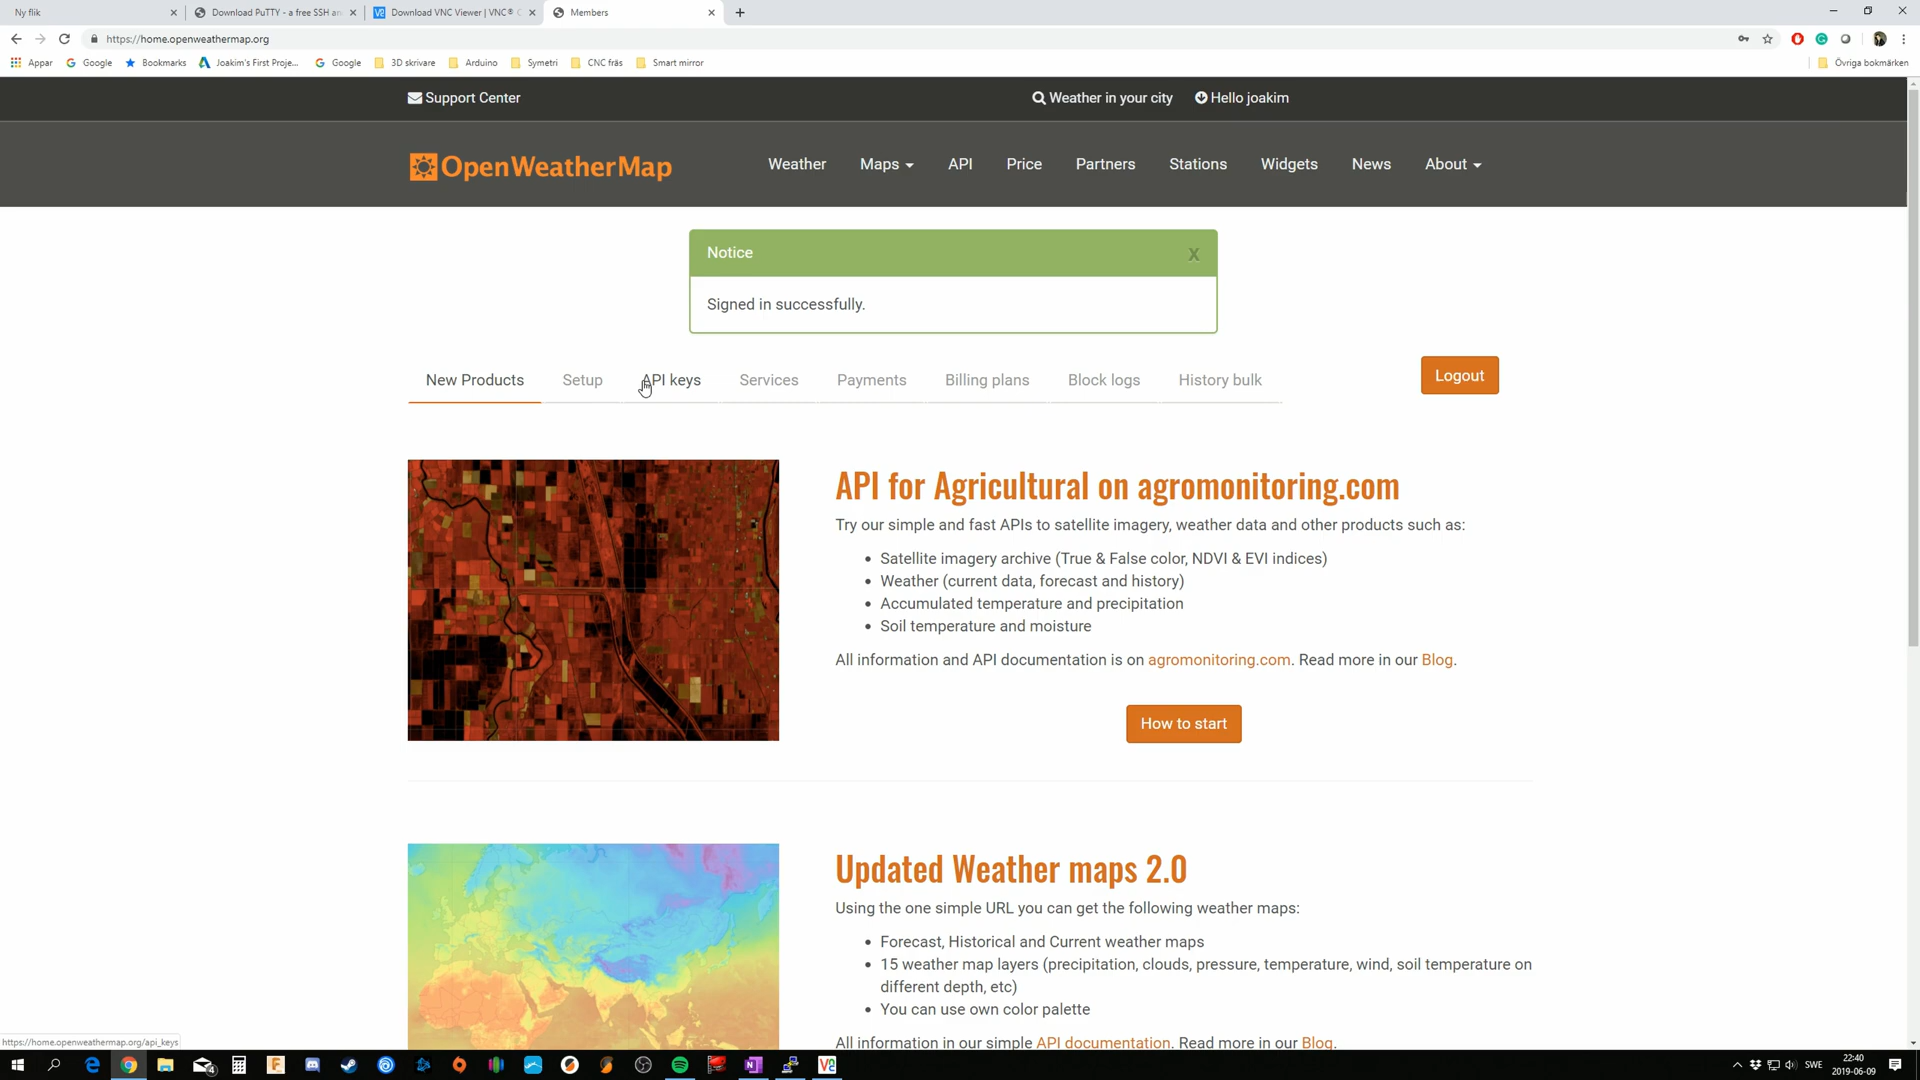 Ny flik
Download PuTTY - a free SSH an
Download VNC Viewer | VNC®
Members
https://home.openweathermap.org
Appar
Google
Bookmarks
Joakim's First Proje...
Google
3D skrivare
Arduino
Symetri
CNC fräs
Smart mirror
Övriga bokmärken
Support Center
Weather in your city
Hello joakim
OpenWeatherMap
Weather
Maps
API
Price
Partners
Stations
Widgets
News
About
Notice
X
Signed in successfully.
New Products
Setup
API keys
Services
Payments
Billing plans
Block logs
History bulk
Logout
API for Agricultural on agromonitoring.com
Try our simple and fast APIs to satellite imagery, weather data and other products such as:
• Satellite imagery archive (True & False color, NDVI & EVI indices)
• Weather (current data, forecast and history)
• Accumulated temperature and precipitation
• Soil temperature and moisture
All information and API documentation is on agromonitoring.com. Read more in our Blog.
How to start
Updated Weather maps 2.0
Using the one simple URL you can get the following weather maps:
• Forecast, Historical and Current weather maps
• 15 weather map layers (precipitation, clouds, pressure, temperature, wind, soil temperature on
different depth, etc)
• You can use own color palette
All information in our simple API documentation. Read more in our Blog.
https://home.openweathermap.org/api_keys
SWE
22:40
2019-06-09